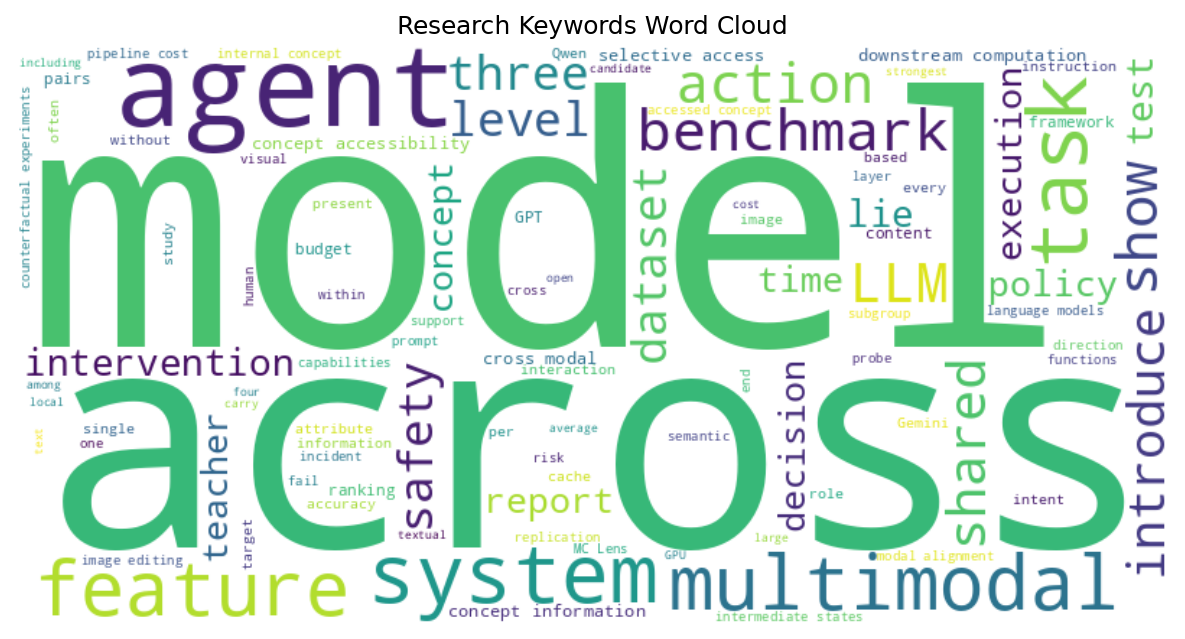 Research Keywords Word Cloud
including
pipeline cost
internal concept
Qwen
selective access
downstream computation
pairs
agent
three
candidate
action
strongest
instruction
counterfactual experiments
often
without
level
accessed concept
benchmark
execution
task
framework
test
concept accessibility
visual
model
present
study
budget
human
within
concept
GPT
cross
open
dataset
cost
image
time
based
layer
every
lie
content
LLM
subgroup
policy
language models
show
support
prompt
direction
intervention
capabilities
cross modal
interaction
probe
functions
among
local
four
carry
end
across
text
single
one
teacher
attribute
information
incident
fail
ranking
accuracy
safety
textual
per
average
risk
cache
report
replication
semantic
decision
role
large
Gemini
shared
intent
introduce
image editing
target
feature
system
MC Lens
GPU
concept information
multimodal
modal alignment
intermediate states